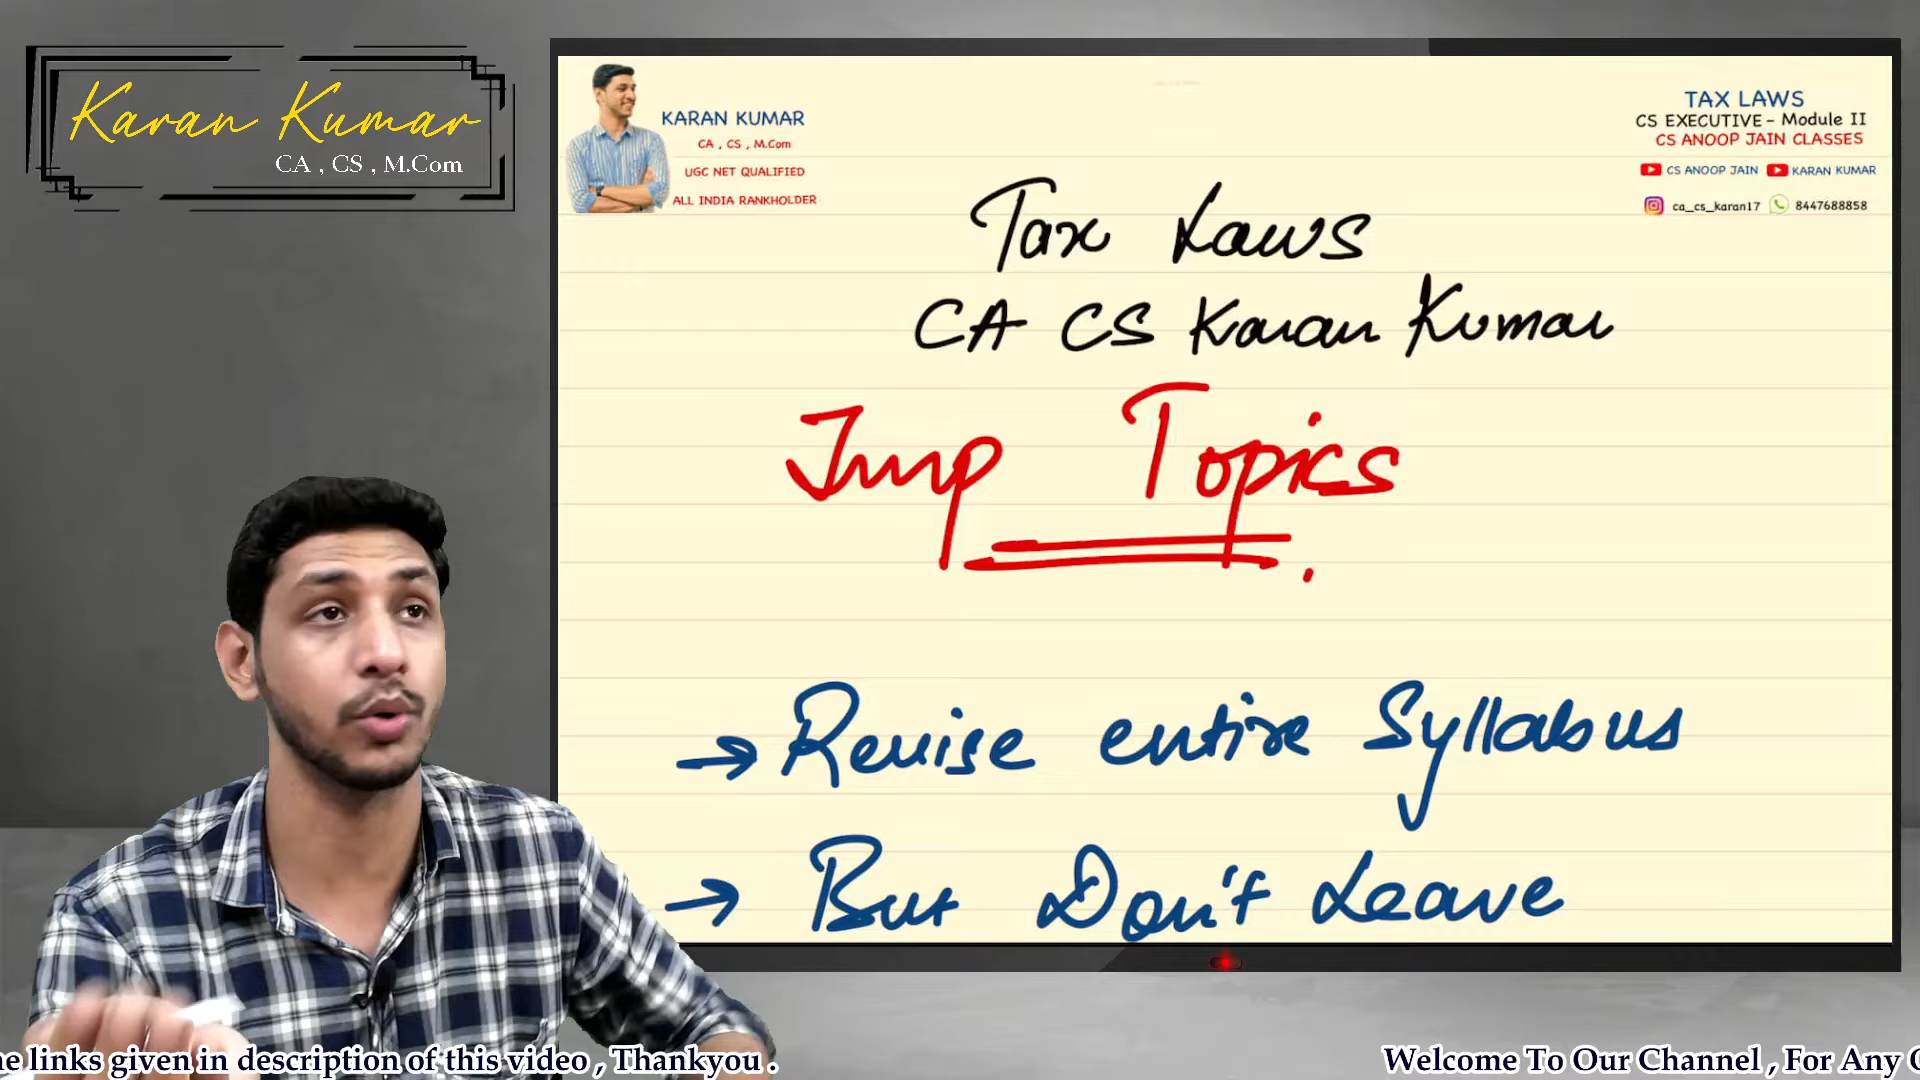 Karan Kumar
CA , CS , M.Com
KARAN KUMAR
CA , CS , M.Com
UGC NET QUALIFIED
ALL INDIA RANKHOLDER
TAX LAWS
CS EXECUTIVE - Module II
CS ANOOP JAIN CLASSES
CS ANOOP JAIN KARAN KUMAR
ca_cs_karan17 8447688858
Tax Laws
CA CS Karan Kumar
Imp Topics
→ Revise entire Syllabus
→ But Don't Leave
e links given in description of this video , Thankyou .
Welcome To Our Channel , For Any